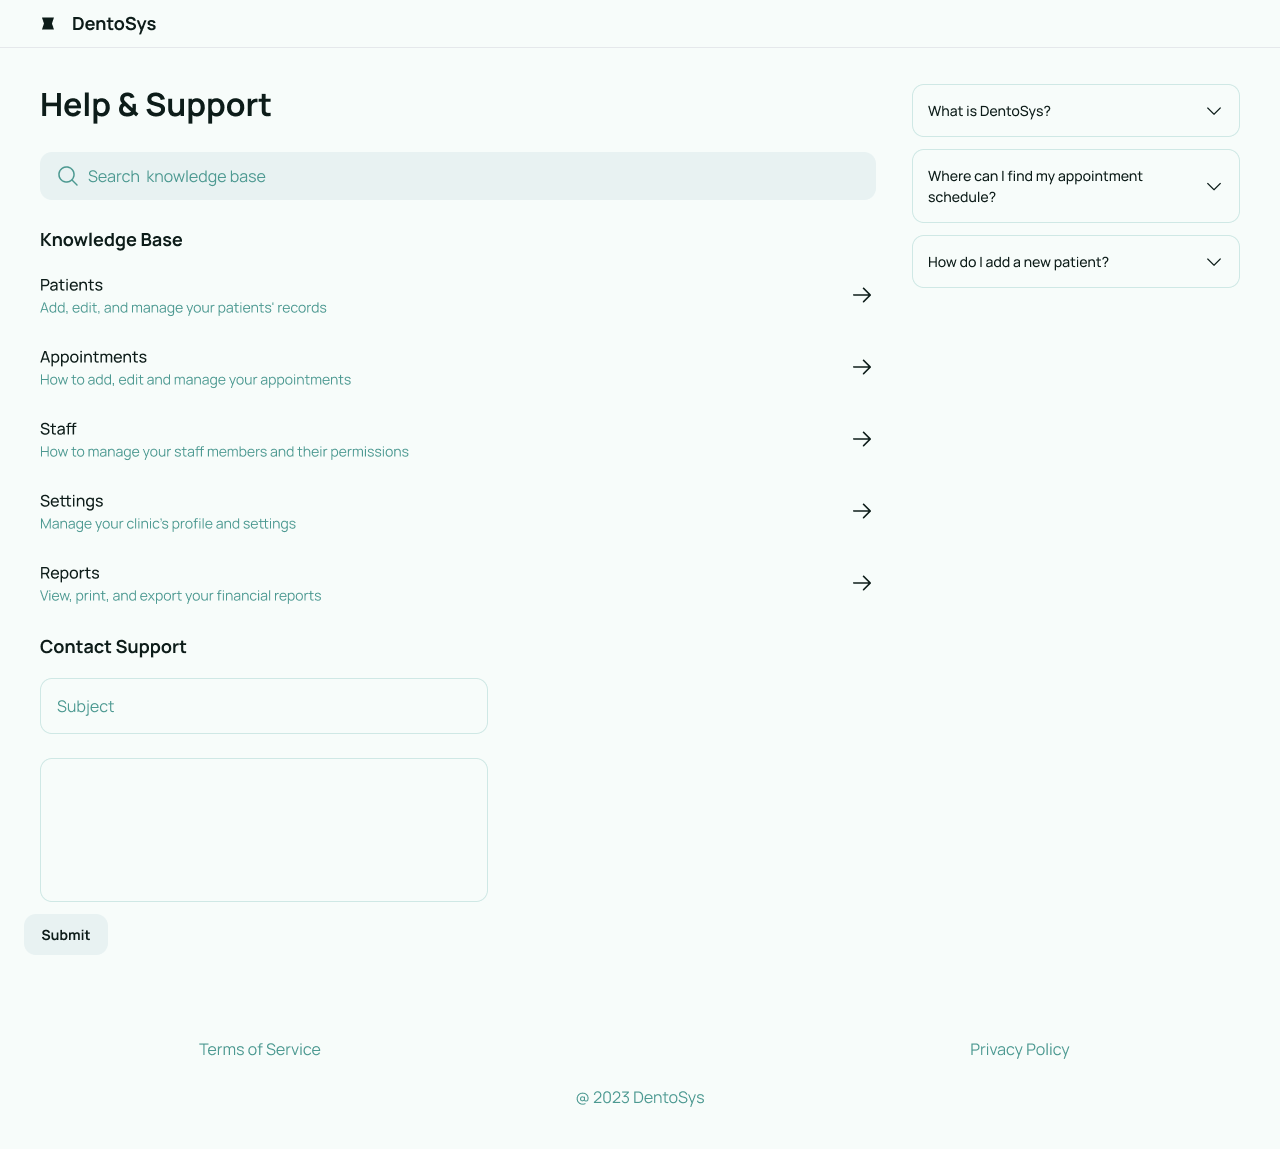 DentoSys
Help & Support
Search knowledge base
Knowledge Base
Patients
Add, edit, and manage your patients' records
Appointments
How to add, edit and manage your appointments
Staff
How to manage your staff members and their permissions
Settings
Manage your clinic's profile and settings
Reports
View, print, and export your financial reports
Contact Support
Subject
Submit
What is DentoSys?
Where can I find my appointment
schedule?
How do I add a new patient?
Terms of Service
Privacy Policy
@ 2023 DentoSys